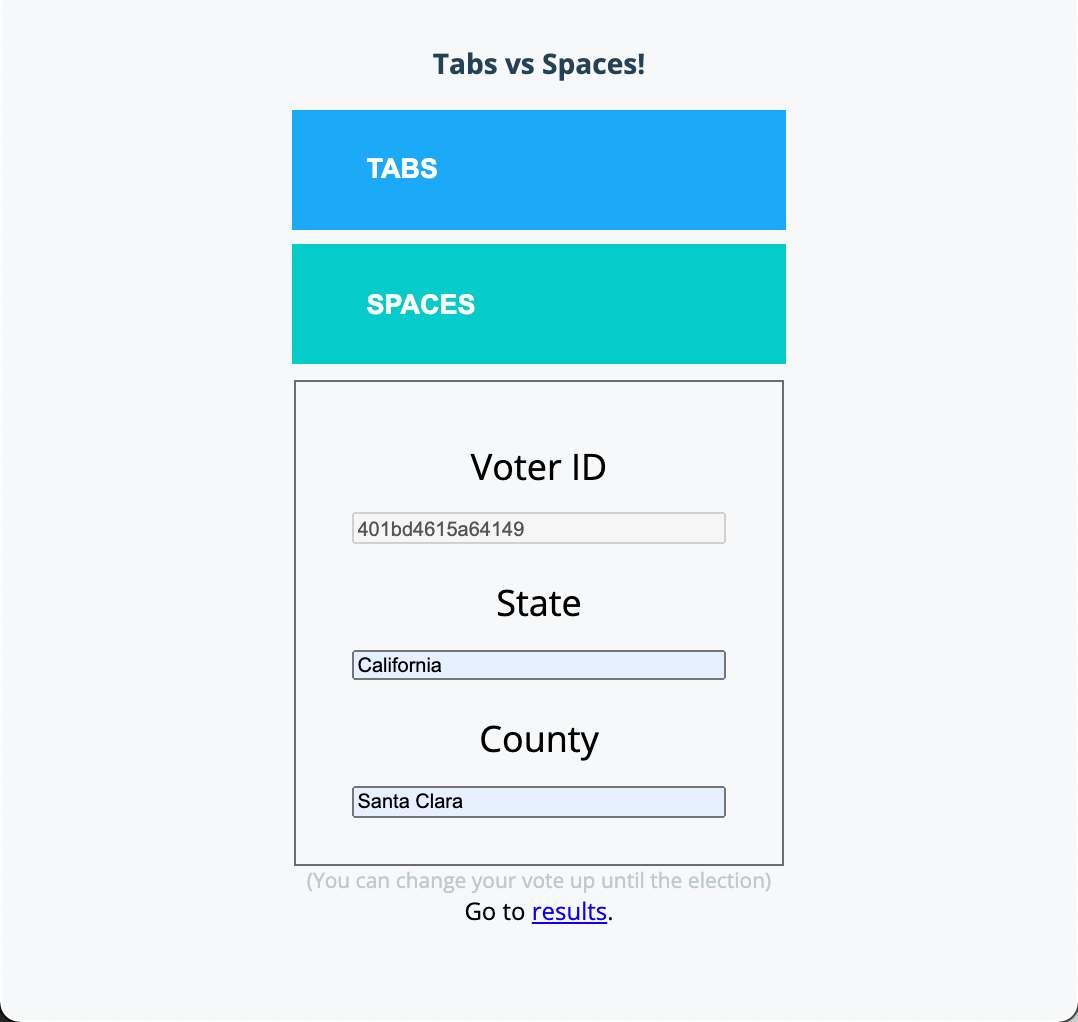 Tabs vs Spaces!
TABS
SPACES
Voter ID
401bd4615a64149
State
California
County
Santa Clara
(You can change your vote up until the election)
Go to results.